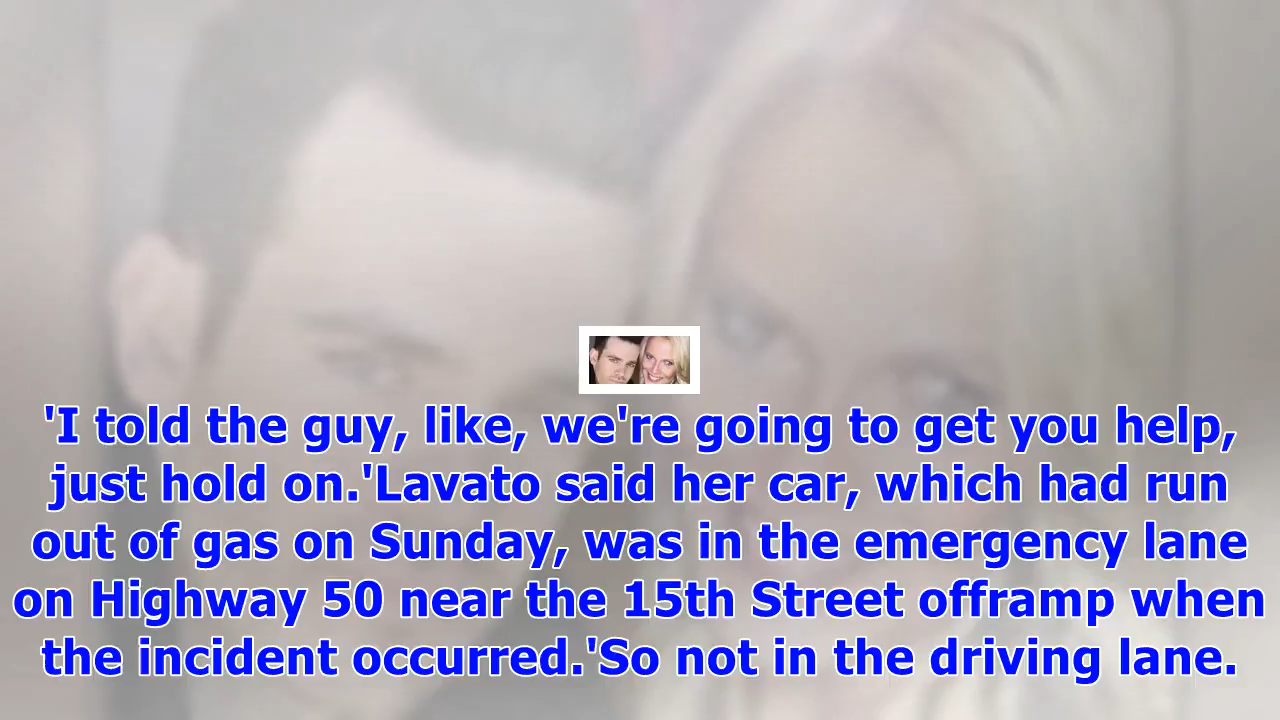 'I told the guy, like, we're going to get you help,
just hold on.'Lavato said her car, which had run
out of gas on Sunday, was in the emergency lane
on Highway 50 near the 15th Street offramp when
the incident occurred.'So not in the driving lane.